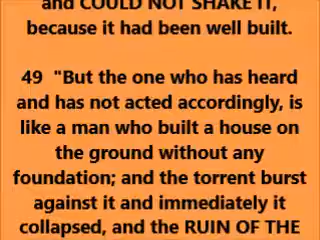 and COULD NOT SHAKE IT,
because it had been well built.
49 "But the one who has heard
and has not acted accordingly, is
like a man who built a house on
the ground without any
foundation; and the torrent burst
against it and immediately it
collapsed, and the RUIN OF THE